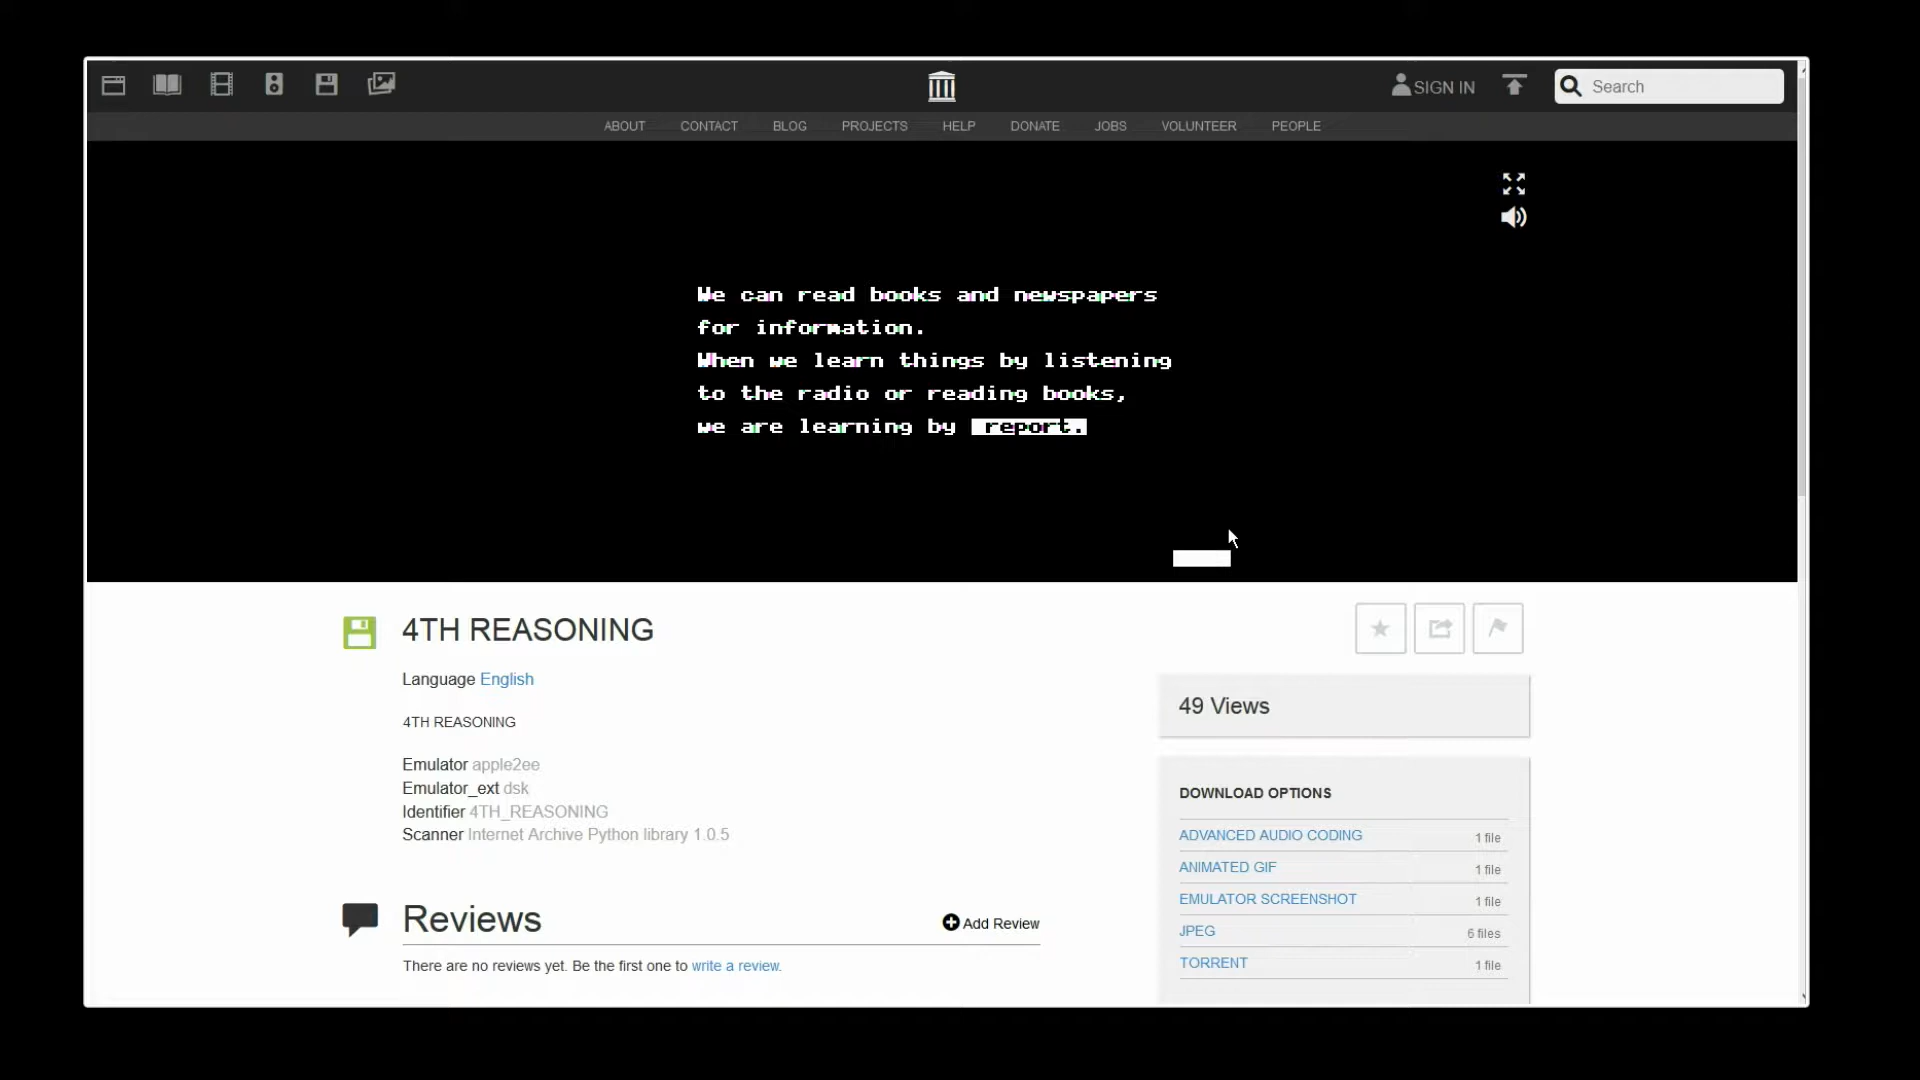 SIGN IN
Search
ABOUT CONTACT BLOG PROJECTS HELP DONATE JOBS VOLUNTEER PEOPLE
We can read books and newspapers
for information.
When we learn things by listening
to the radio or reading books,
we are learning by report.
4TH REASONING
Language English
4TH REASONING
Emulator apple2ee
Emulator_ext dsk
Identifier 4TH_REASONING
Scanner Internet Archive Python library 1.0.5
Reviews
Add Review
There are no reviews yet. Be the first one to write a review.
49 Views
DOWNLOAD OPTIONS
ADVANCED AUDIO CODING 1 file
ANIMATED GIF 1 file
EMULATOR SCREENSHOT 1 file
JPEG 6 files
TORRENT 1 file